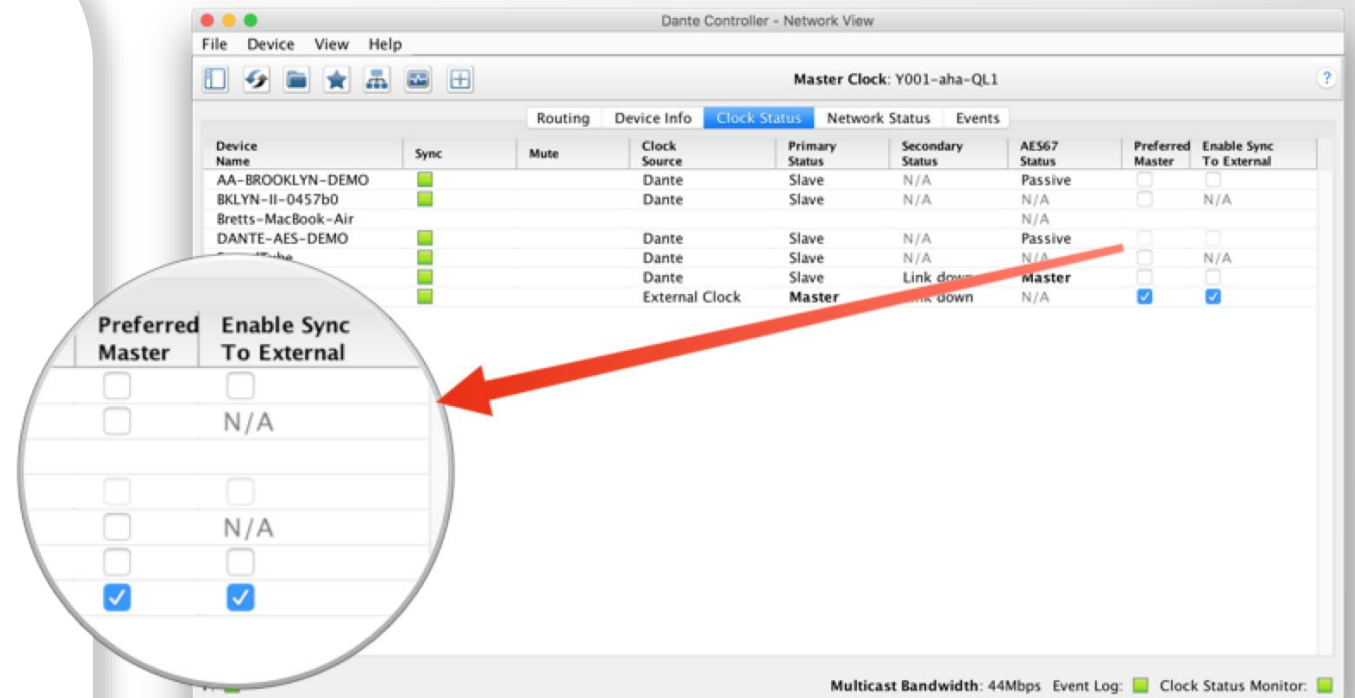 Dante Controller - Network View
File Device View Help
Master Clock: Y001-aha-QL1
?
Routing Device Info Clock Status Network Status Events
Device Name Sync Mute Clock Source Primary Status Secondary Status AES67 Status Preferred Master Enable Sync To External
AA-BROOKLYN-DEMO Dante Slave N/A Passive
BKLYN-II-0457b0 Dante Slave N/A N/A N/A
Bretts-MacBook-Air N/A
DANTE-AES-DEMO Dante Slave N/A Passive
Dante Slave N/A N/A N/A
Dante Slave Link down Master
External Clock Master down N/A
Preferred Master Enable Sync To External
N/A
N/A
Multicast Bandwidth: 44Mbps Event Log: Clock Status Monitor: